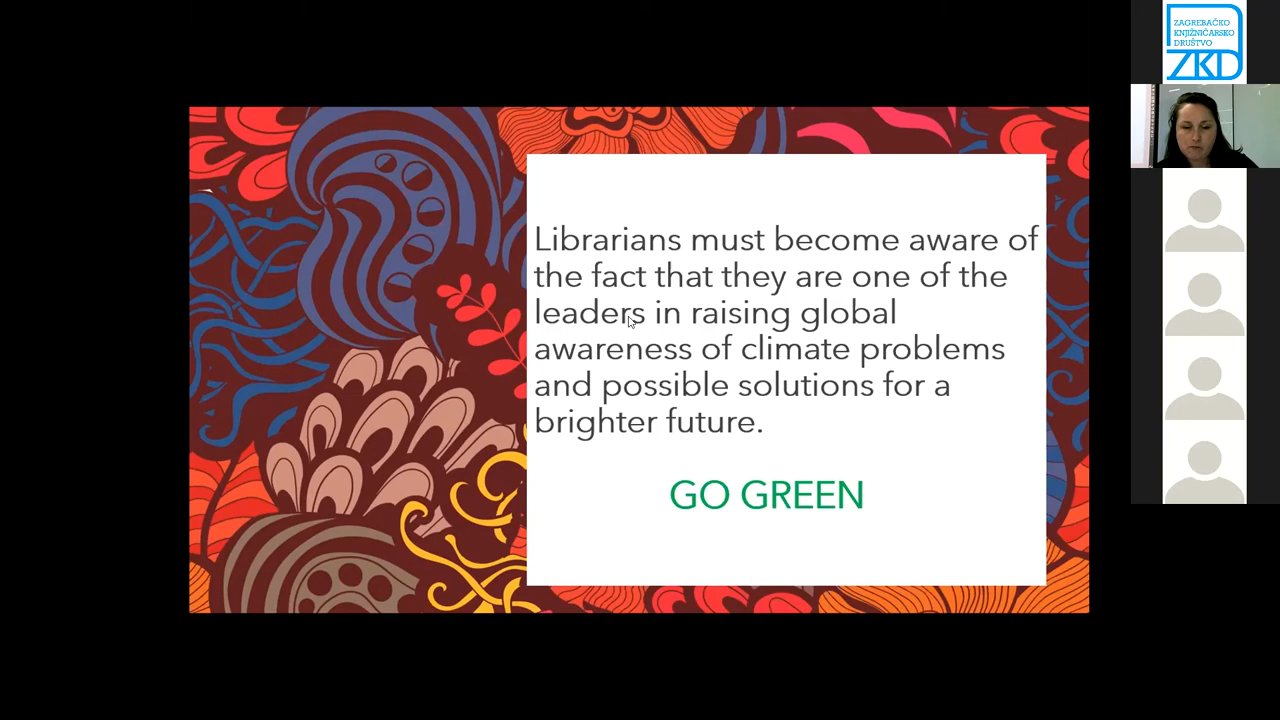 ZAGREBAČKO
KNJIŽNIČARSKO
DRUŠTVO
ZKD
Librarians must become aware of
the fact that they are one of the
leaders in raising global
awareness of climate problems
and possible solutions for a
brighter future.
GO GREEN